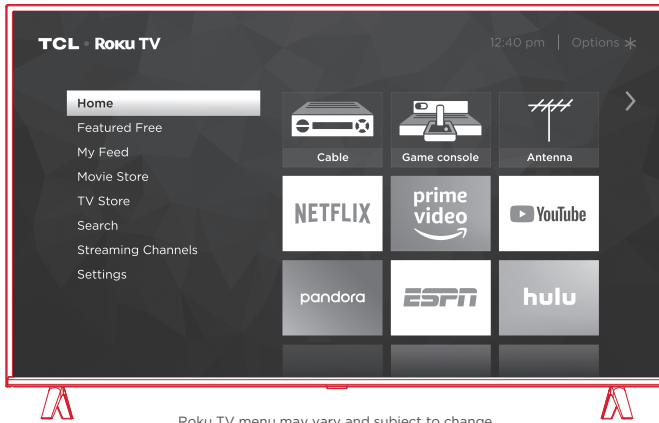 TCL • Roku TV
12:40 pm | Options
Home
Featured Free
My Feed
Movie Store
TV Store
Search
Streaming Channels
Settings
Cable
Game console
Antenna
NETFLIX
prime
video
YouTube
pandora
ESPN
hulu
Roku TV menu may vary and subject to change